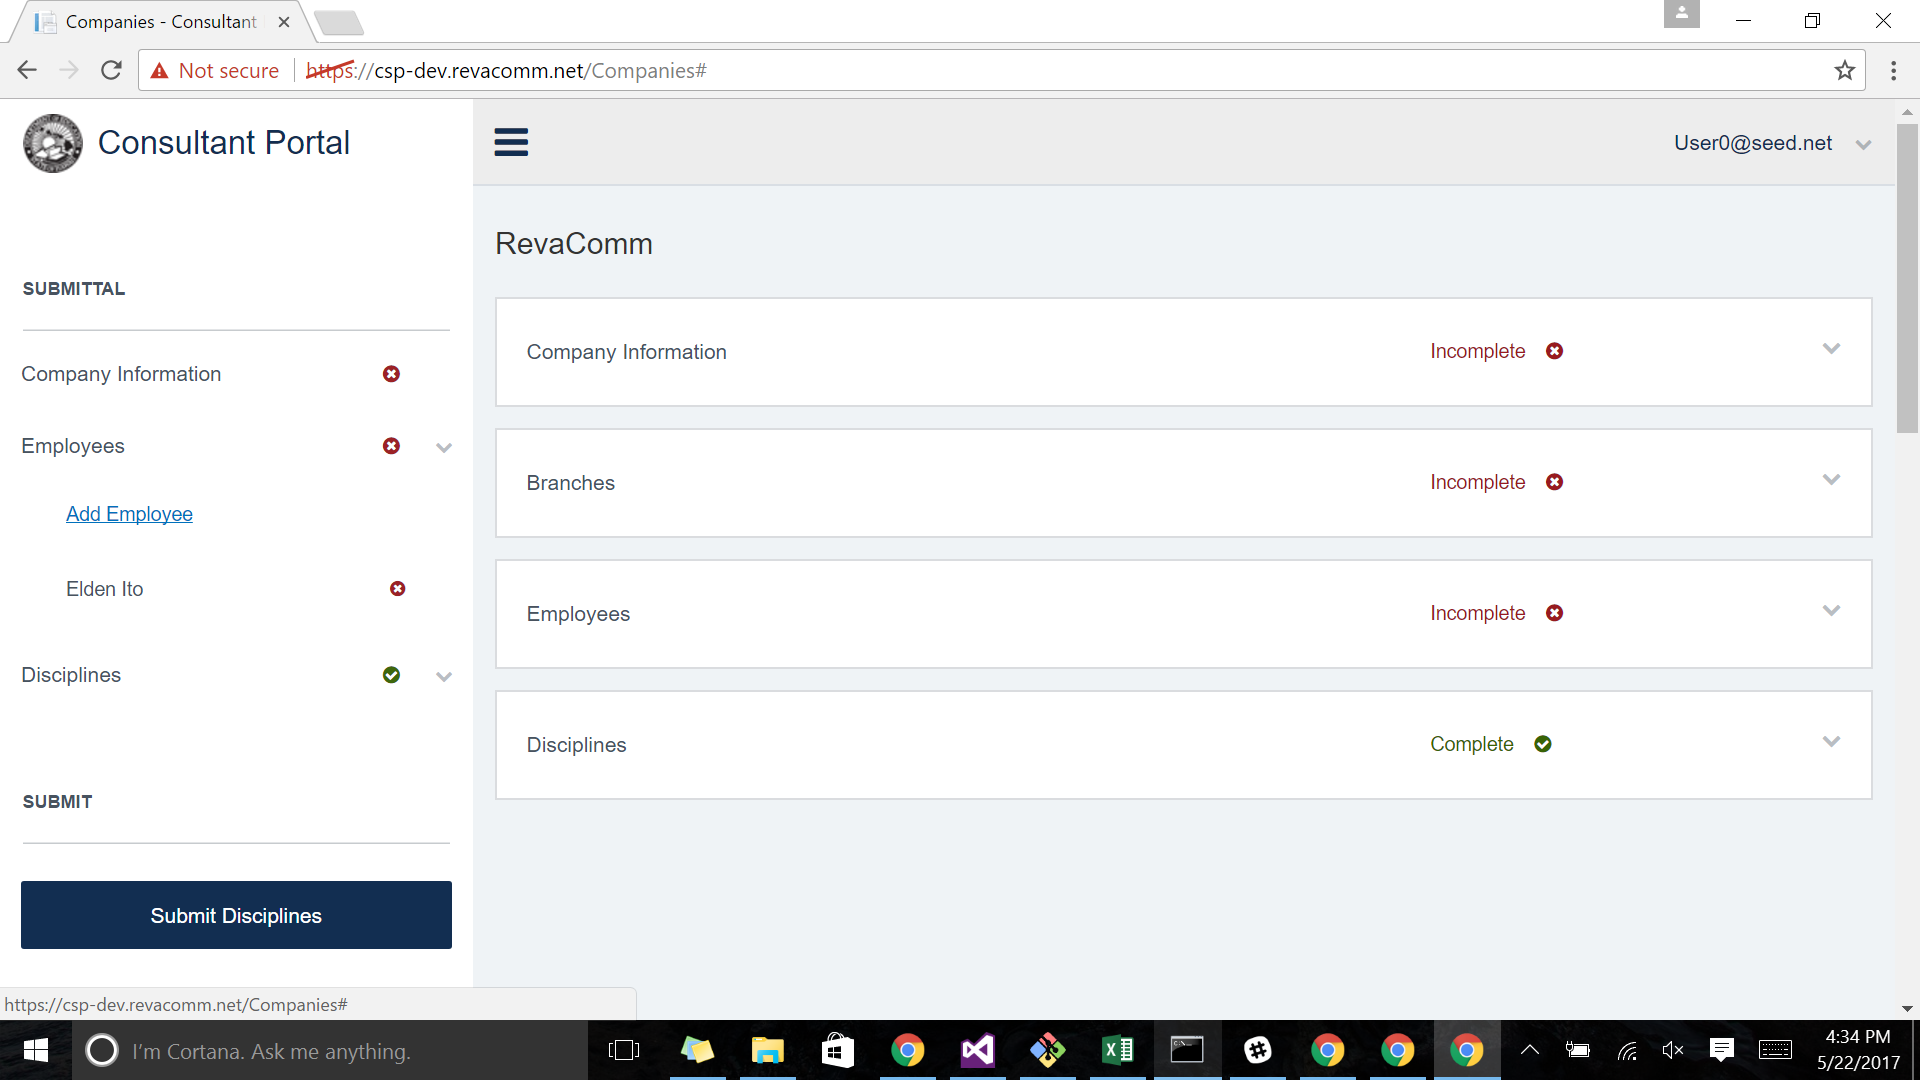 Companies - Consultant
Not secure
https://csp-dev.revacomm.net/Companies#
Consultant Portal
User0@seed.net
SUBMITTAL
Company Information
Employees
Add Employee
Elden Ito
Disciplines
SUBMIT
Submit Disciplines
RevaComm
Company Information Incomplete
Branches Incomplete
Employees Incomplete
Disciplines Complete
https://csp-dev.revacomm.net/Companies#
I'm Cortana. Ask me anything.
4:34 PM
5/22/2017